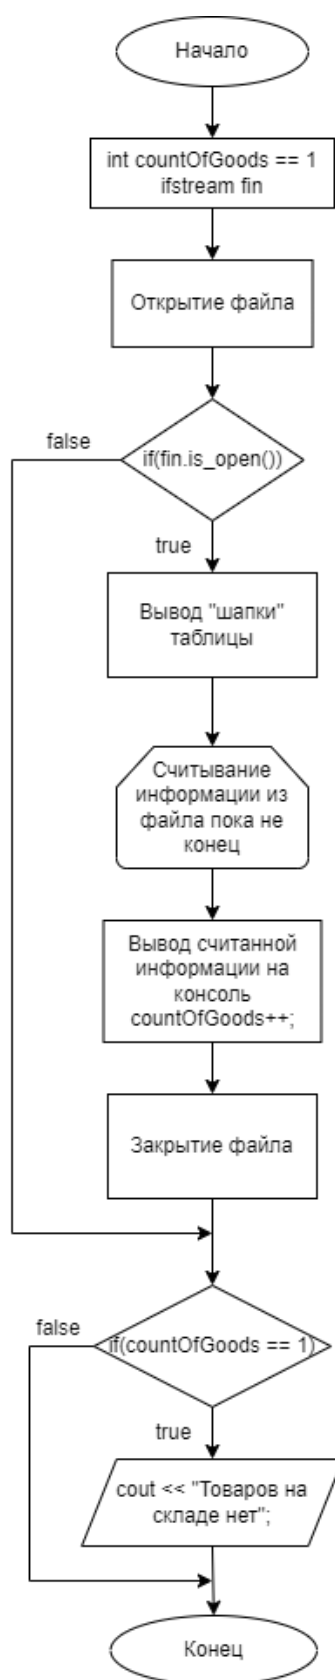 Начало
int countOfGoods == 1
ifstream fin
Открытие файла
false
if(fin.is_open())
true
Вывод "шапки"
таблицы
Считывание
информации из
файла пока не
конец
Вывод считанной
информации на
консоль
countOfGoods++;
Закрытие файла
false
if(countOfGoods == 1)
true
cout << "Товаров на
складе нет";
Конец